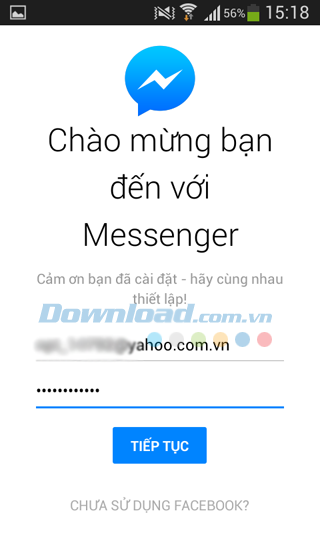 56% 15:18
Chào mừng bạn
đến với
Messenger
Cảm ơn bạn đã cài đặt - hãy cùng nhau
thiết lập!
Download.com.vn
@yahoo.com.vn
••••••••••••
TIẾP TỤC
CHƯA SỬ DỤNG FACEBOOK?